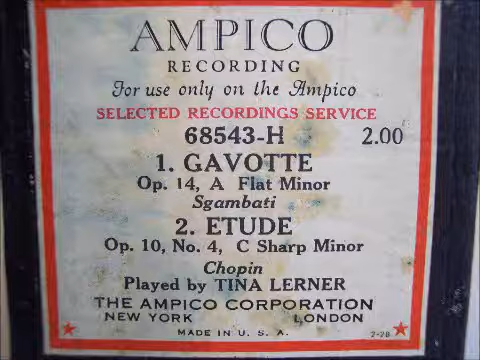 AMPICO
RECORDING
For use only on the Ampico
SELECTED RECORDINGS SERVICE
68543-H 2.00
1. GAVOTTE
Op. 14, A Flat Minor
Sgambati
2. ETUDE
Op. 10, No. 4, C Sharp Minor
Chopin
Played by TINA LERNER
THE AMPICO CORPORATION
NEW YORK LONDON
MADE IN U. S. A.
2-28